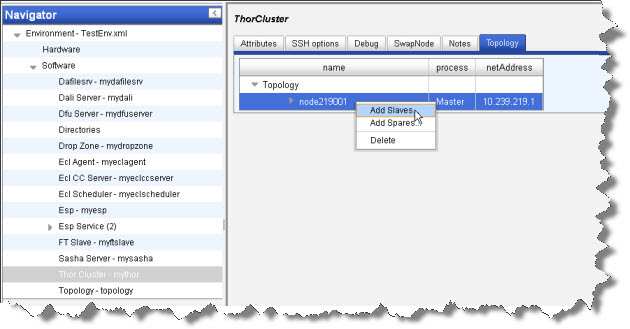 Navigator
Environment - TestEnv.xml
Hardware
Software
Dafilesrv - mydafilesrv
Dali Server - mydali
Dfu Server - mydfuserver
Directories
Drop Zone - mydropzone
Ecl Agent - myeclagent
Ecl CC Server - myeclccserver
Ecl Scheduler - myeclscheduler
Esp - myesp
Esp Service (2)
FT Slave - myftslave
Sasha Server - mysasha
Thor Cluster - mythor
Topology - topology
ThorCluster
Attributes SSH options Debug SwapNode Notes Topology
name process netAddress
Topology
node219001 Master 10.239.219.1
Add Slaves...
Add Spares...
Delete